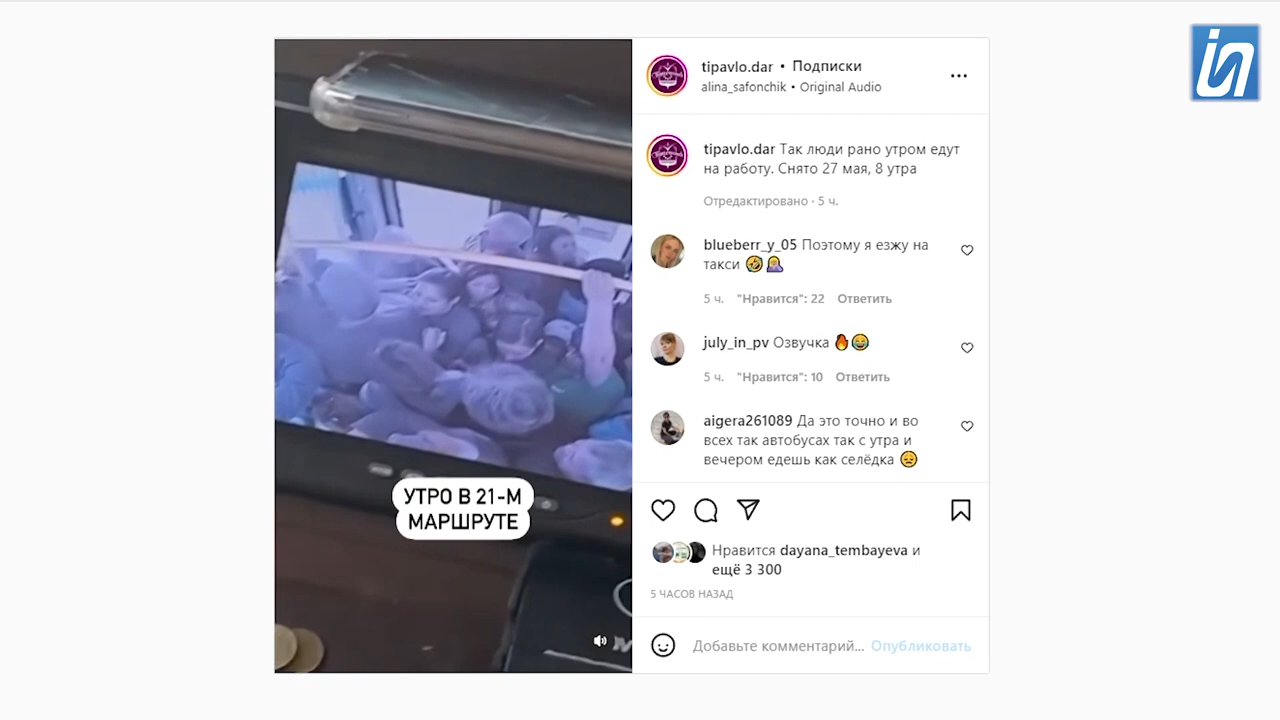 in
tipavlo.dar • Подписки
alina_safonchik • Original Audio
tipavlo.dar Так люди рано утром едут
на работу. Снято 27 мая, 8 утра
Отредактировано · 5 ч.
blueberr_y_05 Поэтому я езжу на
такси 🤣🤷🏼‍♀️
5 ч. "Нравится": 22 Ответить
july_in_pv Озвучка 🔥😂
5 ч. "Нравится": 10 Ответить
aigera261089 Да это точно и во
всех так автобусах так с утра и
вечером едешь как селёдка 😞
УТРО В 21-М
МАРШРУТЕ
Нравится dayana_tembayeva и
ещё 3 300
5 ЧАСОВ НАЗАД
Добавьте комментарий... Опубликовать